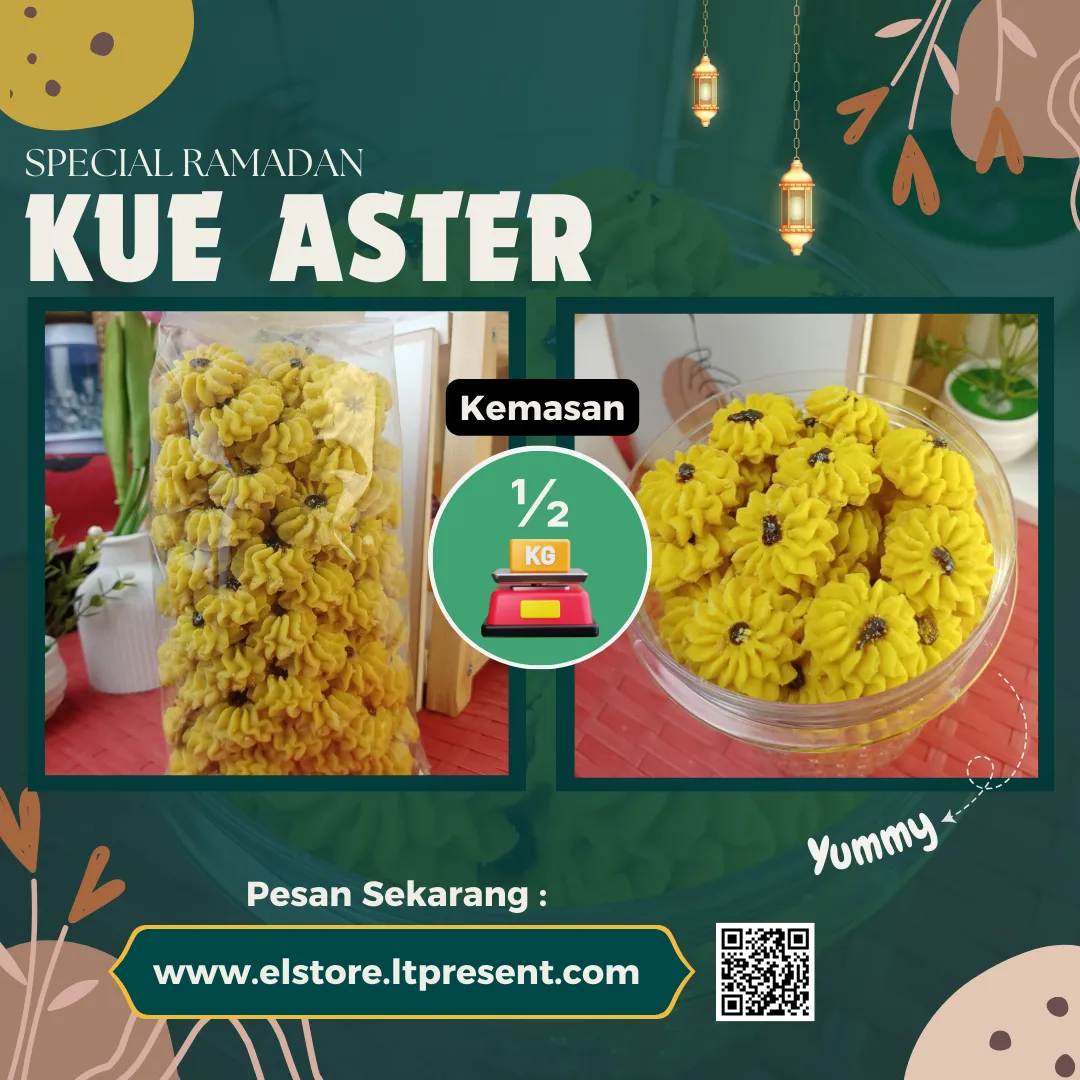 SPECIAL RAMADAN
KUE ASTER
Kemasan
½
KG
Yummy
Pesan Sekarang :
www.elstore.ltpresent.com